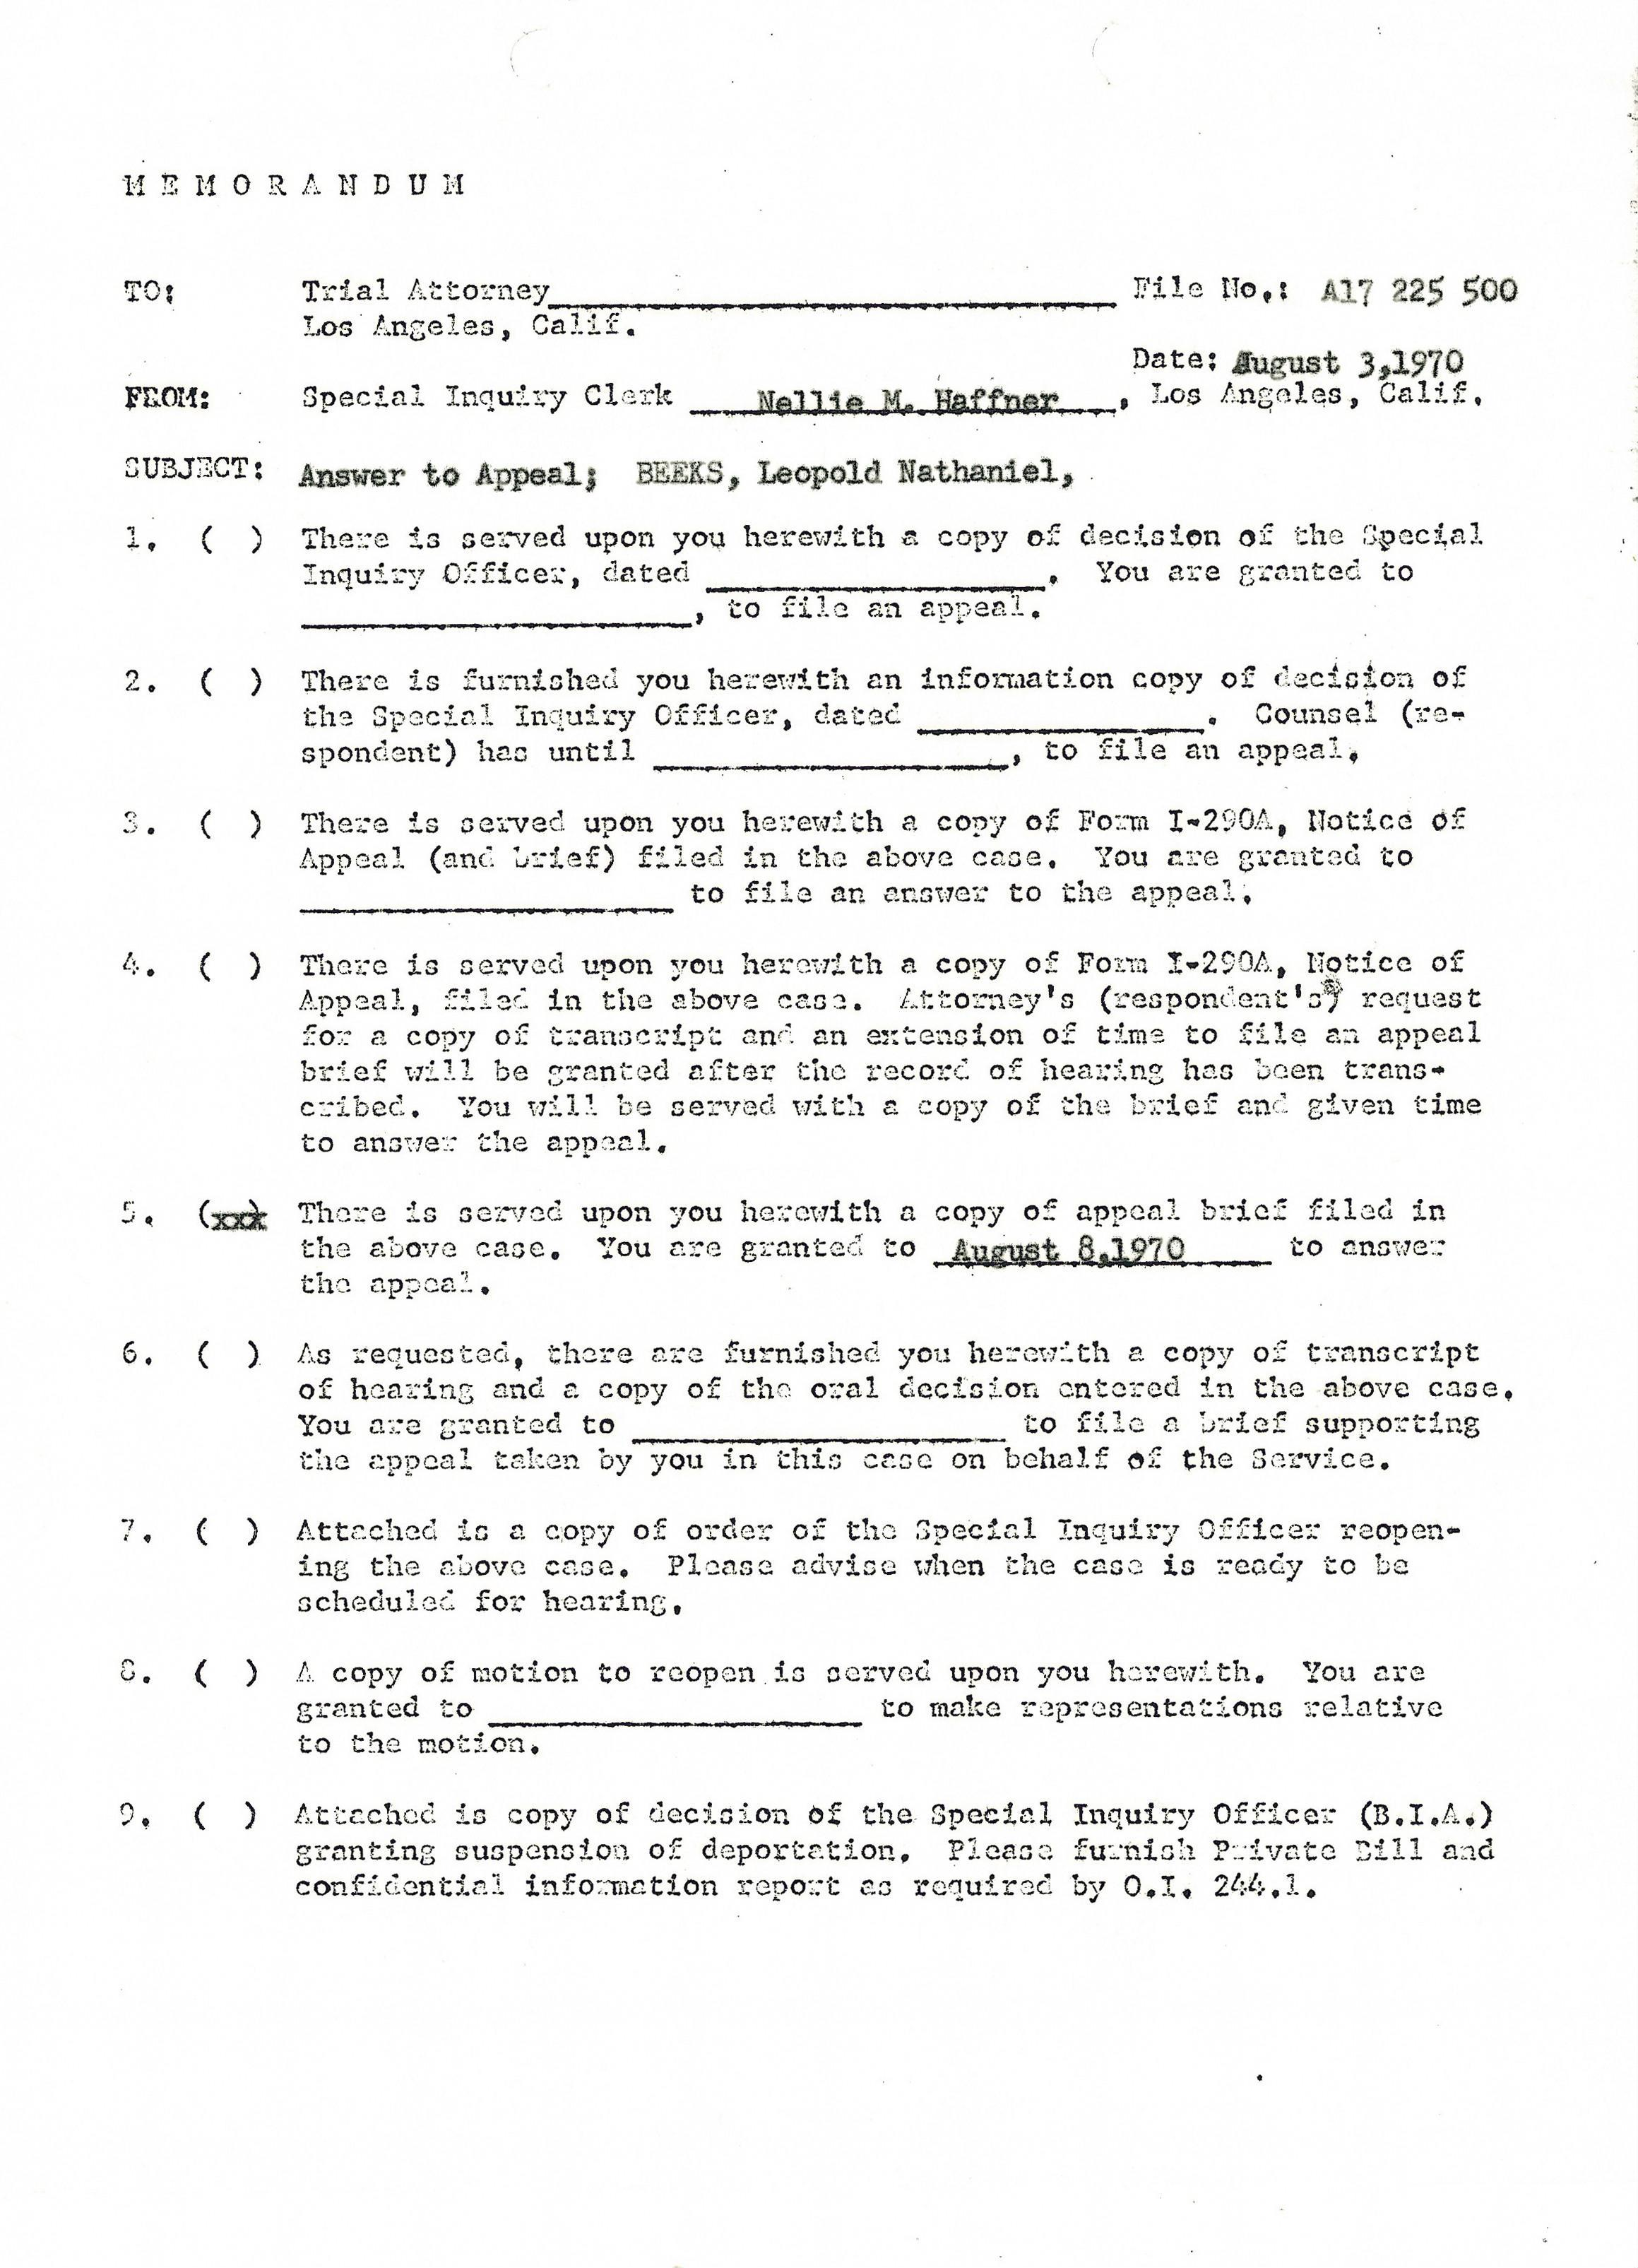 M E M O R A N D U M
TO: Trial Attorney________________ File No.: A17 225 500
Los Angeles, Calif.
Date: August 3,1970
FROM: Special Inquiry Clerk Nellie M. Haffner, Los Angeles, Calif.
SUBJECT: Answer to Appeal; BEEKS, Leopold Nathaniel,
1. ( ) There is served upon you herewith a copy of decision of the Special
Inquiry Officer, dated ________________. You are granted to
________________, to file an appeal.
2. ( ) There is furnished you herewith an information copy of decision of
the Special Inquiry Officer, dated ________________. Counsel (re-
spondent) has until ________________, to file an appeal.
3. ( ) There is served upon you herewith a copy of Form I-290A, Notice of
Appeal (and brief) filed in the above case. You are granted to
________________ to file an answer to the appeal.
4. ( ) There is served upon you herewith a copy of Form I-290A, Notice of
Appeal, filed in the above case. Attorney's (respondent's) request
for a copy of transcript and an extension of time to file an appeal
brief will be granted after the record of hearing has been trans-
cribed. You will be served with a copy of the brief and given time
to answer the appeal.
5. (xxx) There is served upon you herewith a copy of appeal brief filed in
the above case. You are granted to August 8,1970 to answer
the appeal.
6. ( ) As requested, there are furnished you herewith a copy of transcript
of hearing and a copy of the oral decision entered in the above case.
You are granted to ________________ to file a brief supporting
the appeal taken by you in this case on behalf of the Service.
7. ( ) Attached is a copy of order of the Special Inquiry Officer reopen-
ing the above case. Please advise when the case is ready to be
scheduled for hearing.
8. ( ) A copy of motion to reopen is served upon you herewith. You are
granted to ________________ to make representations relative
to the motion.
9. ( ) Attached is copy of decision of the Special Inquiry Officer (B.I.A.)
granting suspension of deportation. Please furnish Private Bill and
confidential information report as required by O.I. 244.1.